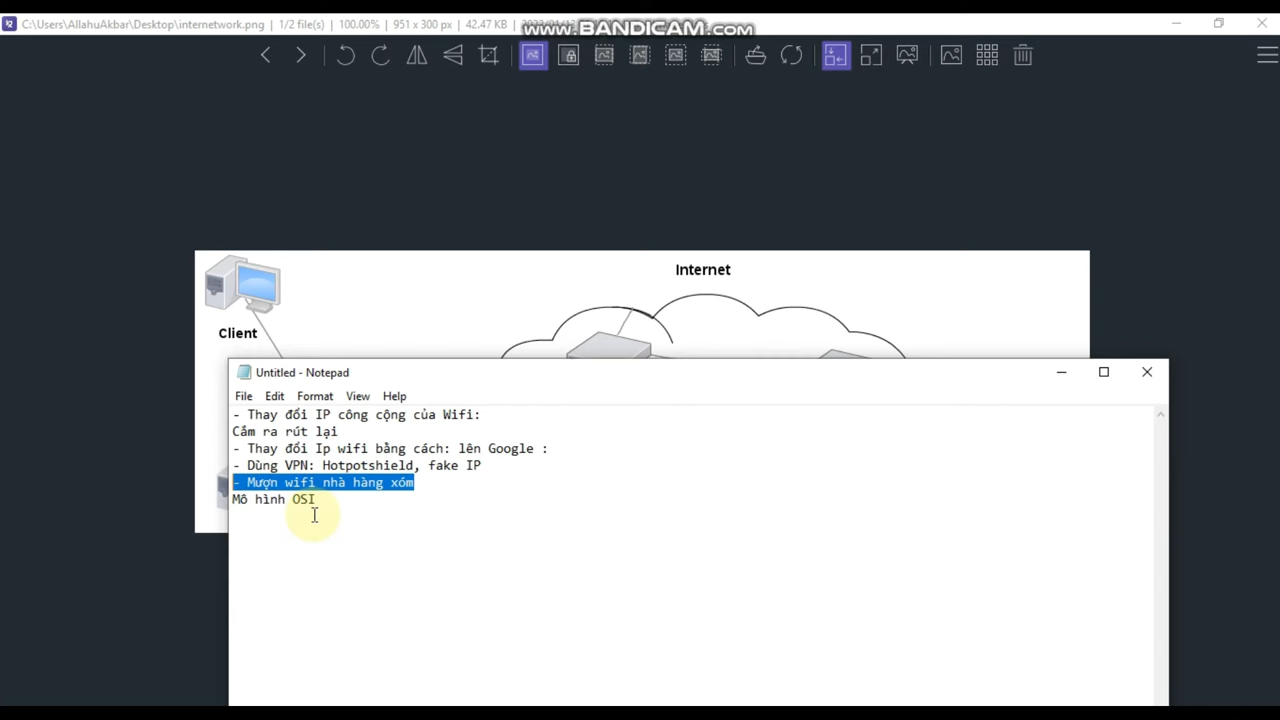 C:\Users\AllahuAkbar\Desktop\internetwork.png | 1/2 file(s) | 100.00% | 951 x 300 px | 42.47 KB |
www.BANDICAM.com
Internet
Client
Untitled - Notepad
File Edit Format View Help
- Thay đổi IP công cộng của Wifi:
Cắm ra rút lại
- Thay đổi Ip wifi bằng cách: lên Google :
- Dùng VPN: Hotpotshield, fake IP
- Mượn wifi nhà hàng xóm
Mô hình OSI